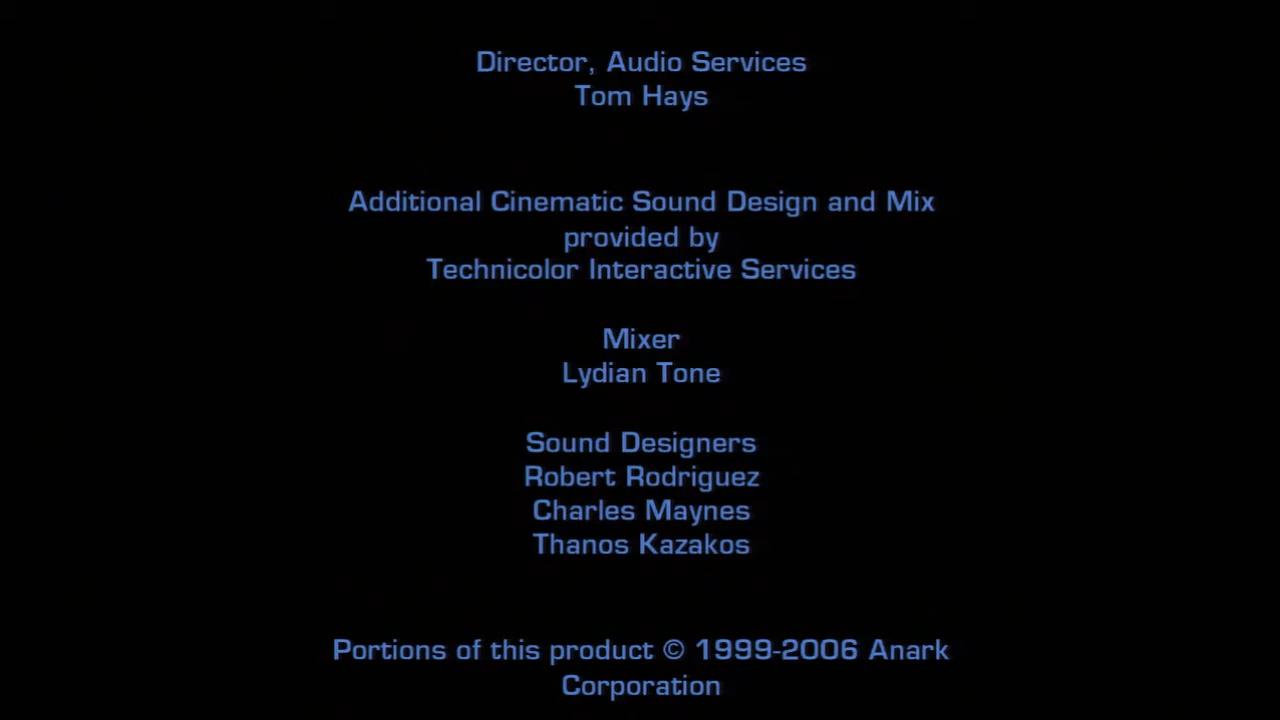 Director, Audio Services
Tom Hays
Additional Cinematic Sound Design and Mix
provided by
Technicolor Interactive Services
Mixer
Lydian Tone
Sound Designers
Robert Rodriguez
Charles Maynes
Thanos Kazakos
Portions of this product © 1999-2006 Anark
Corporation